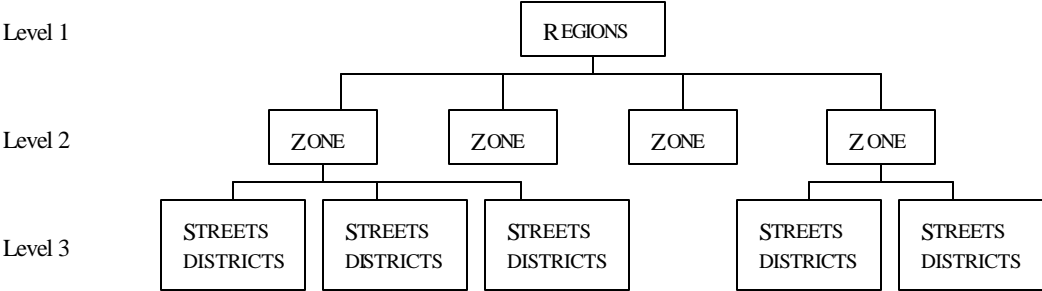 Level 1
REGIONS
Level 2
ZONE
ZONE
ZONE
ZONE
Level 3
STREETS
DISTRICTS
STREETS
DISTRICTS
STREETS
DISTRICTS
STREETS
DISTRICTS
STREETS
DISTRICTS